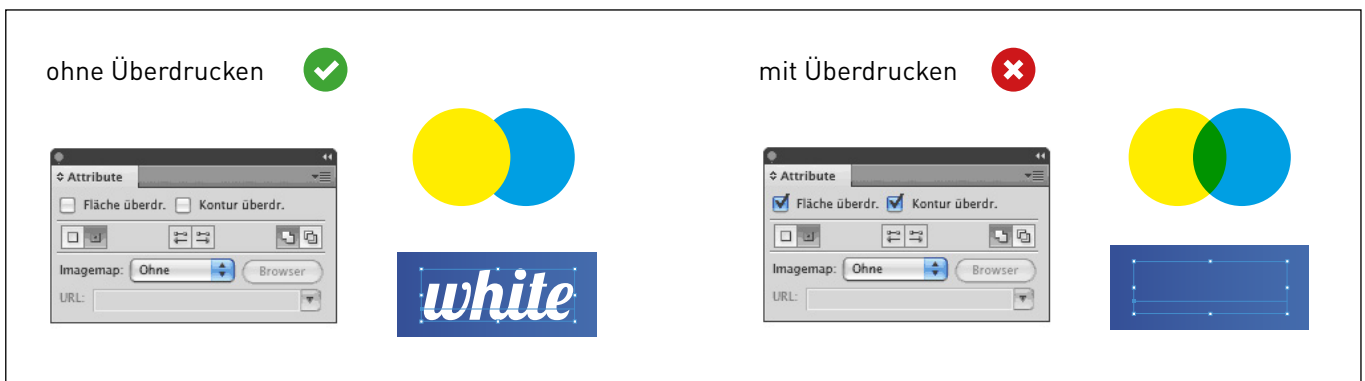 ohne Überdrucken
Attribute
Fläche überdr. Kontur überdr.
Imagemap: Ohne Browser
URL:
white
mit Überdrucken
Attribute
Fläche überdr. Kontur überdr.
Imagemap: Ohne Browser
URL: